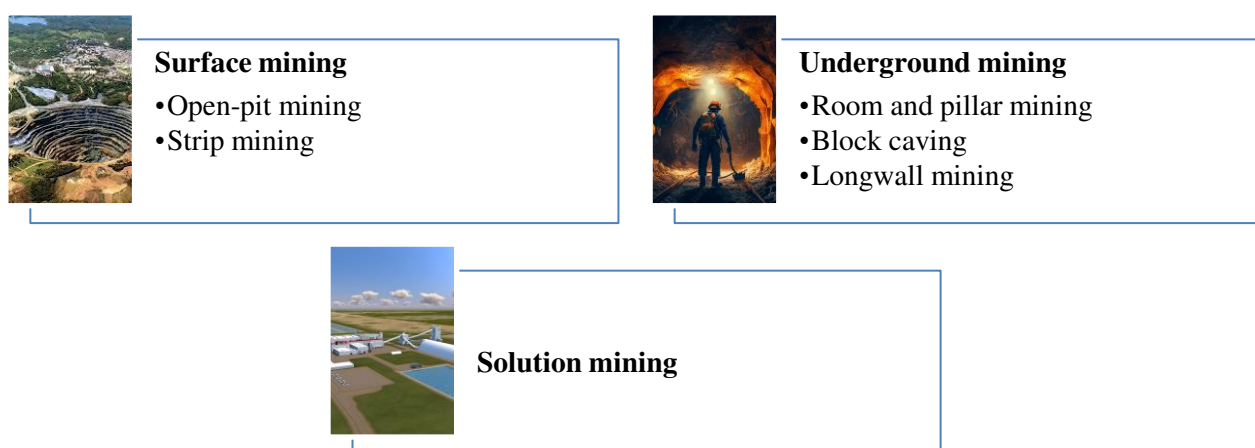 Surface mining
•Open-pit mining
•Strip mining
Underground mining
•Room and pillar mining
•Block caving
•Longwall mining
Solution mining